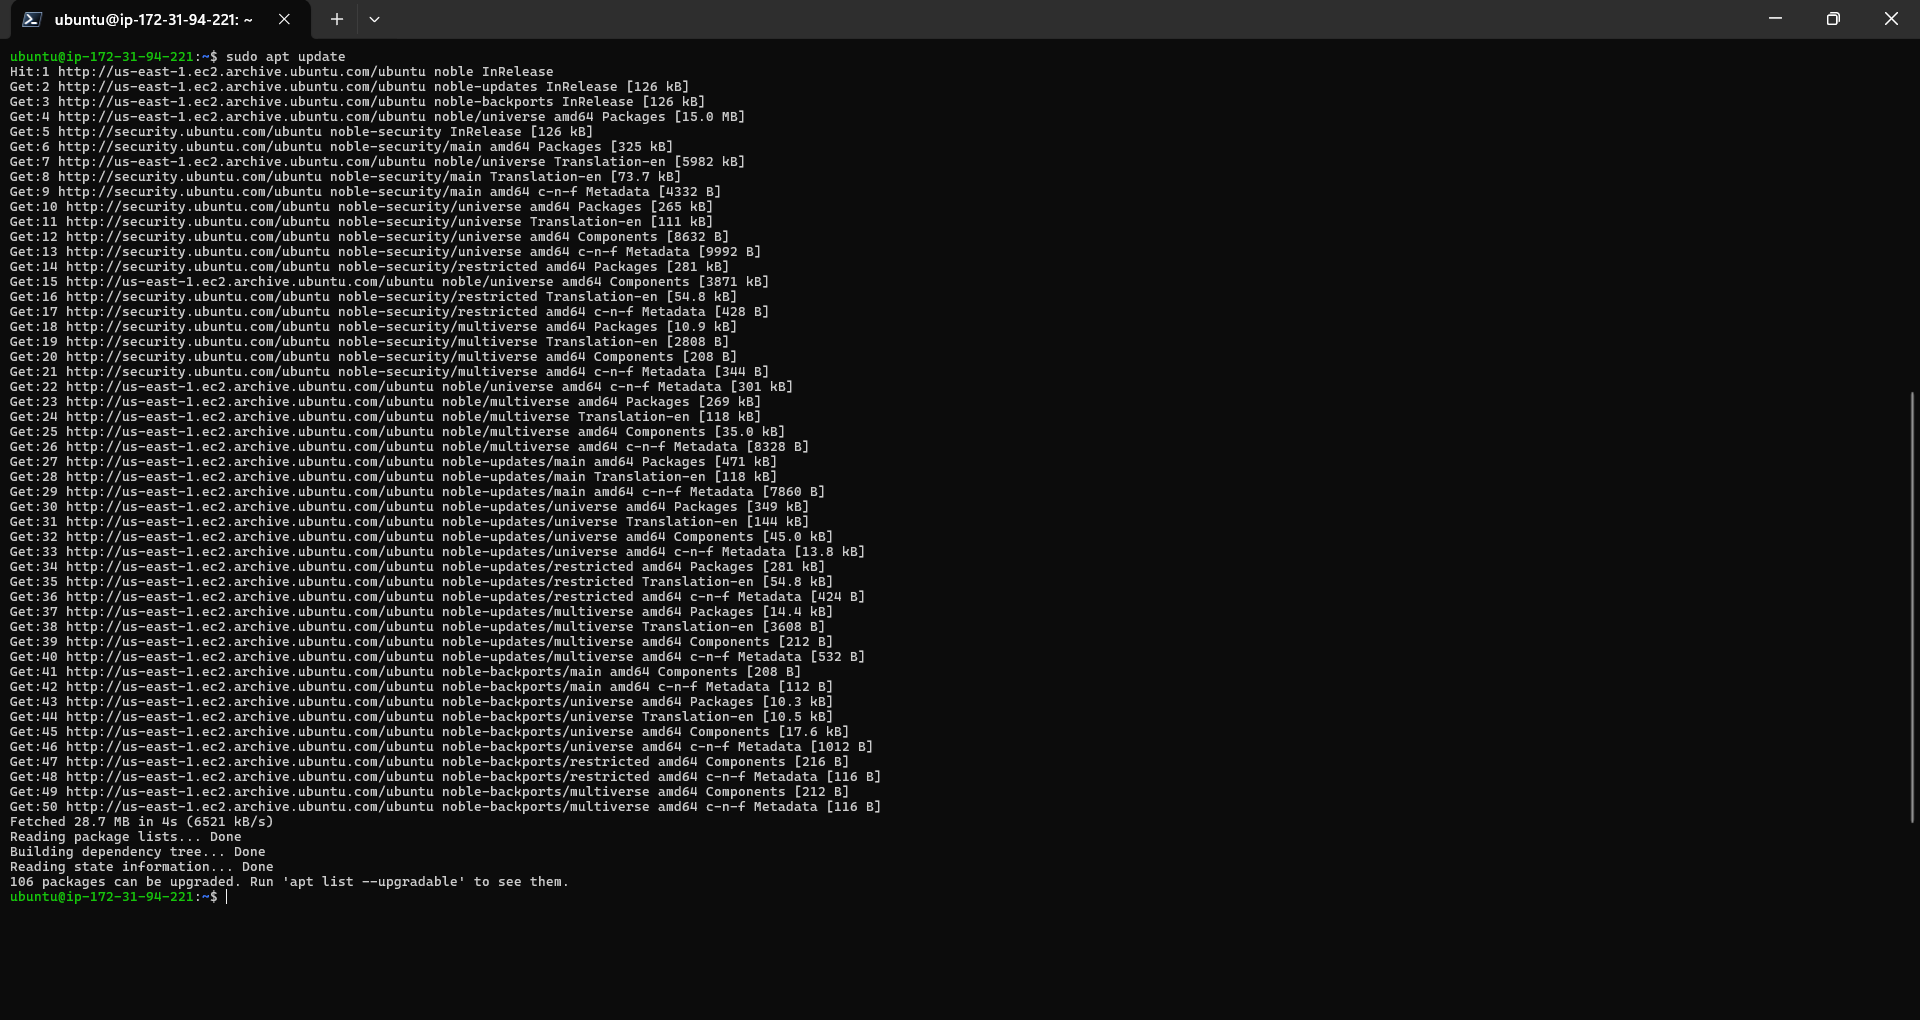 ubuntu@ip-172-31-94-221: ~
ubuntu@ip-172-31-94-221:~$ sudo apt update
Hit:1 http://us-east-1.ec2.archive.ubuntu.com/ubuntu noble InRelease
Get:2 http://us-east-1.ec2.archive.ubuntu.com/ubuntu noble-updates InRelease [126 kB]
Get:3 http://us-east-1.ec2.archive.ubuntu.com/ubuntu noble-backports InRelease [126 kB]
Get:4 http://us-east-1.ec2.archive.ubuntu.com/ubuntu noble/universe amd64 Packages [15.0 MB]
Get:5 http://security.ubuntu.com/ubuntu noble-security InRelease [126 kB]
Get:6 http://security.ubuntu.com/ubuntu noble-security/main amd64 Packages [325 kB]
Get:7 http://us-east-1.ec2.archive.ubuntu.com/ubuntu noble/universe Translation-en [5982 kB]
Get:8 http://security.ubuntu.com/ubuntu noble-security/main Translation-en [73.7 kB]
Get:9 http://security.ubuntu.com/ubuntu noble-security/main amd64 c-n-f Metadata [4332 B]
Get:10 http://security.ubuntu.com/ubuntu noble-security/universe amd64 Packages [265 kB]
Get:11 http://security.ubuntu.com/ubuntu noble-security/universe Translation-en [111 kB]
Get:12 http://security.ubuntu.com/ubuntu noble-security/universe amd64 Components [8632 B]
Get:13 http://security.ubuntu.com/ubuntu noble-security/universe amd64 c-n-f Metadata [9992 B]
Get:14 http://security.ubuntu.com/ubuntu noble-security/restricted amd64 Packages [281 kB]
Get:15 http://us-east-1.ec2.archive.ubuntu.com/ubuntu noble/universe amd64 Components [3871 kB]
Get:16 http://security.ubuntu.com/ubuntu noble-security/restricted Translation-en [54.8 kB]
Get:17 http://security.ubuntu.com/ubuntu noble-security/restricted amd64 c-n-f Metadata [428 B]
Get:18 http://security.ubuntu.com/ubuntu noble-security/multiverse amd64 Packages [10.9 kB]
Get:19 http://security.ubuntu.com/ubuntu noble-security/multiverse Translation-en [2808 B]
Get:20 http://security.ubuntu.com/ubuntu noble-security/multiverse amd64 Components [208 B]
Get:21 http://security.ubuntu.com/ubuntu noble-security/multiverse amd64 c-n-f Metadata [344 B]
Get:22 http://us-east-1.ec2.archive.ubuntu.com/ubuntu noble/universe amd64 c-n-f Metadata [301 kB]
Get:23 http://us-east-1.ec2.archive.ubuntu.com/ubuntu noble/multiverse amd64 Packages [269 kB]
Get:24 http://us-east-1.ec2.archive.ubuntu.com/ubuntu noble/multiverse Translation-en [118 kB]
Get:25 http://us-east-1.ec2.archive.ubuntu.com/ubuntu noble/multiverse amd64 Components [35.0 kB]
Get:26 http://us-east-1.ec2.archive.ubuntu.com/ubuntu noble/multiverse amd64 c-n-f Metadata [8328 B]
Get:27 http://us-east-1.ec2.archive.ubuntu.com/ubuntu noble-updates/main amd64 Packages [471 kB]
Get:28 http://us-east-1.ec2.archive.ubuntu.com/ubuntu noble-updates/main Translation-en [118 kB]
Get:29 http://us-east-1.ec2.archive.ubuntu.com/ubuntu noble-updates/main amd64 c-n-f Metadata [7860 B]
Get:30 http://us-east-1.ec2.archive.ubuntu.com/ubuntu noble-updates/universe amd64 Packages [349 kB]
Get:31 http://us-east-1.ec2.archive.ubuntu.com/ubuntu noble-updates/universe Translation-en [144 kB]
Get:32 http://us-east-1.ec2.archive.ubuntu.com/ubuntu noble-updates/universe amd64 Components [45.0 kB]
Get:33 http://us-east-1.ec2.archive.ubuntu.com/ubuntu noble-updates/universe amd64 c-n-f Metadata [13.8 kB]
Get:34 http://us-east-1.ec2.archive.ubuntu.com/ubuntu noble-updates/restricted amd64 Packages [281 kB]
Get:35 http://us-east-1.ec2.archive.ubuntu.com/ubuntu noble-updates/restricted Translation-en [54.8 kB]
Get:36 http://us-east-1.ec2.archive.ubuntu.com/ubuntu noble-updates/restricted amd64 c-n-f Metadata [424 B]
Get:37 http://us-east-1.ec2.archive.ubuntu.com/ubuntu noble-updates/multiverse amd64 Packages [14.4 kB]
Get:38 http://us-east-1.ec2.archive.ubuntu.com/ubuntu noble-updates/multiverse Translation-en [3608 B]
Get:39 http://us-east-1.ec2.archive.ubuntu.com/ubuntu noble-updates/multiverse amd64 Components [212 B]
Get:40 http://us-east-1.ec2.archive.ubuntu.com/ubuntu noble-updates/multiverse amd64 c-n-f Metadata [532 B]
Get:41 http://us-east-1.ec2.archive.ubuntu.com/ubuntu noble-backports/main amd64 Components [208 B]
Get:42 http://us-east-1.ec2.archive.ubuntu.com/ubuntu noble-backports/main amd64 c-n-f Metadata [112 B]
Get:43 http://us-east-1.ec2.archive.ubuntu.com/ubuntu noble-backports/universe amd64 Packages [10.3 kB]
Get:44 http://us-east-1.ec2.archive.ubuntu.com/ubuntu noble-backports/universe Translation-en [10.5 kB]
Get:45 http://us-east-1.ec2.archive.ubuntu.com/ubuntu noble-backports/universe amd64 Components [17.6 kB]
Get:46 http://us-east-1.ec2.archive.ubuntu.com/ubuntu noble-backports/universe amd64 c-n-f Metadata [1012 B]
Get:47 http://us-east-1.ec2.archive.ubuntu.com/ubuntu noble-backports/restricted amd64 Components [216 B]
Get:48 http://us-east-1.ec2.archive.ubuntu.com/ubuntu noble-backports/restricted amd64 c-n-f Metadata [116 B]
Get:49 http://us-east-1.ec2.archive.ubuntu.com/ubuntu noble-backports/multiverse amd64 Components [212 B]
Get:50 http://us-east-1.ec2.archive.ubuntu.com/ubuntu noble-backports/multiverse amd64 c-n-f Metadata [116 B]
Fetched 28.7 MB in 4s (6521 kB/s)
Reading package lists... Done
Building dependency tree... Done
Reading state information... Done
106 packages can be upgraded. Run 'apt list --upgradable' to see them.
ubuntu@ip-172-31-94-221:~$